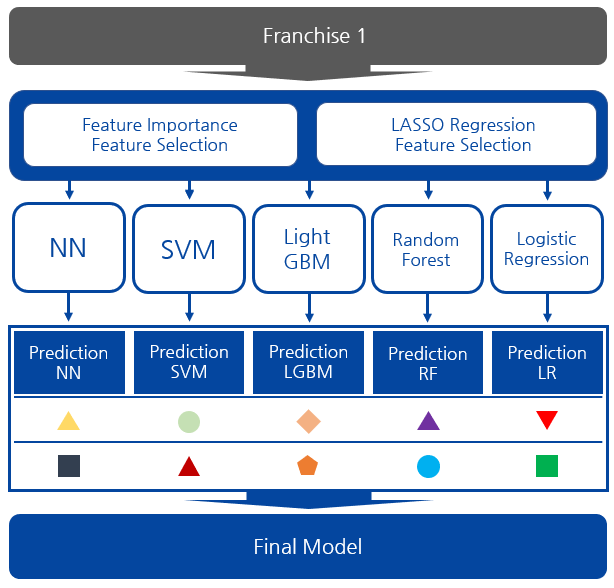 Franchise 1
Feature Importance
Feature Selection
LASSO Regression
Feature Selection
NN
SVM
Light
GBM
Random
Forest
Logistic
Regression
Prediction
NN
Prediction
SVM
Prediction
LGBM
Prediction
RF
Prediction
LR
Final Model